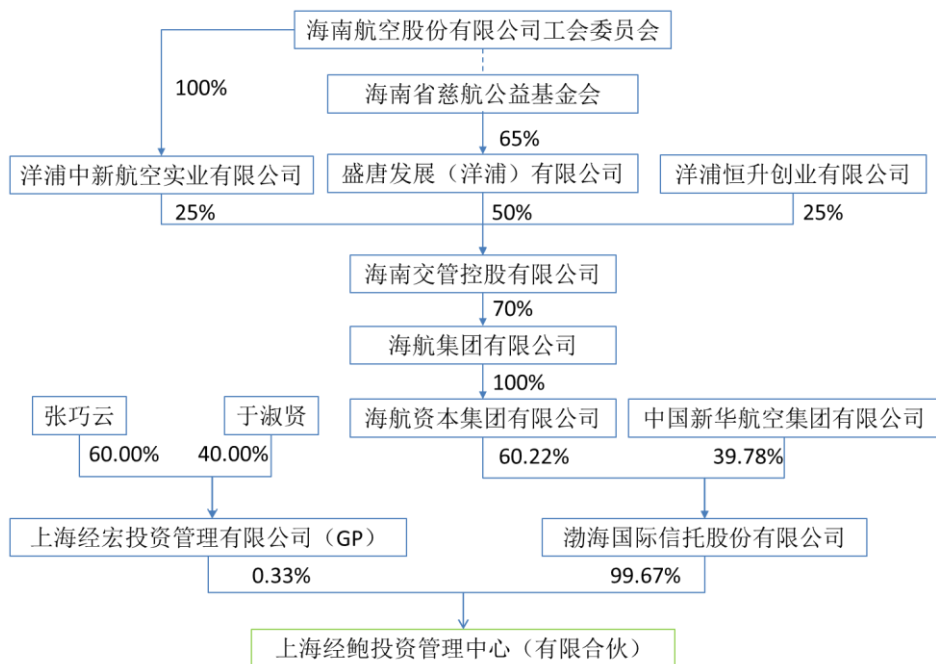 海南航空股份有限公司工会委员会
100%
海南省慈航公益基金会
65%
洋浦中新航空实业有限公司
盛唐发展（洋浦）有限公司
洋浦恒升创业有限公司
25%
50%
25%
海南交管控股有限公司
70%
海航集团有限公司
100%
张巧云
于淑贤
海航资本集团有限公司
中国新华航空集团有限公司
60.00%
40.00%
60.22%
39.78%
上海经宏投资管理有限公司（GP）
渤海国际信托股份有限公司
0.33%
99.67%
上海经鲍投资管理中心（有限合伙）